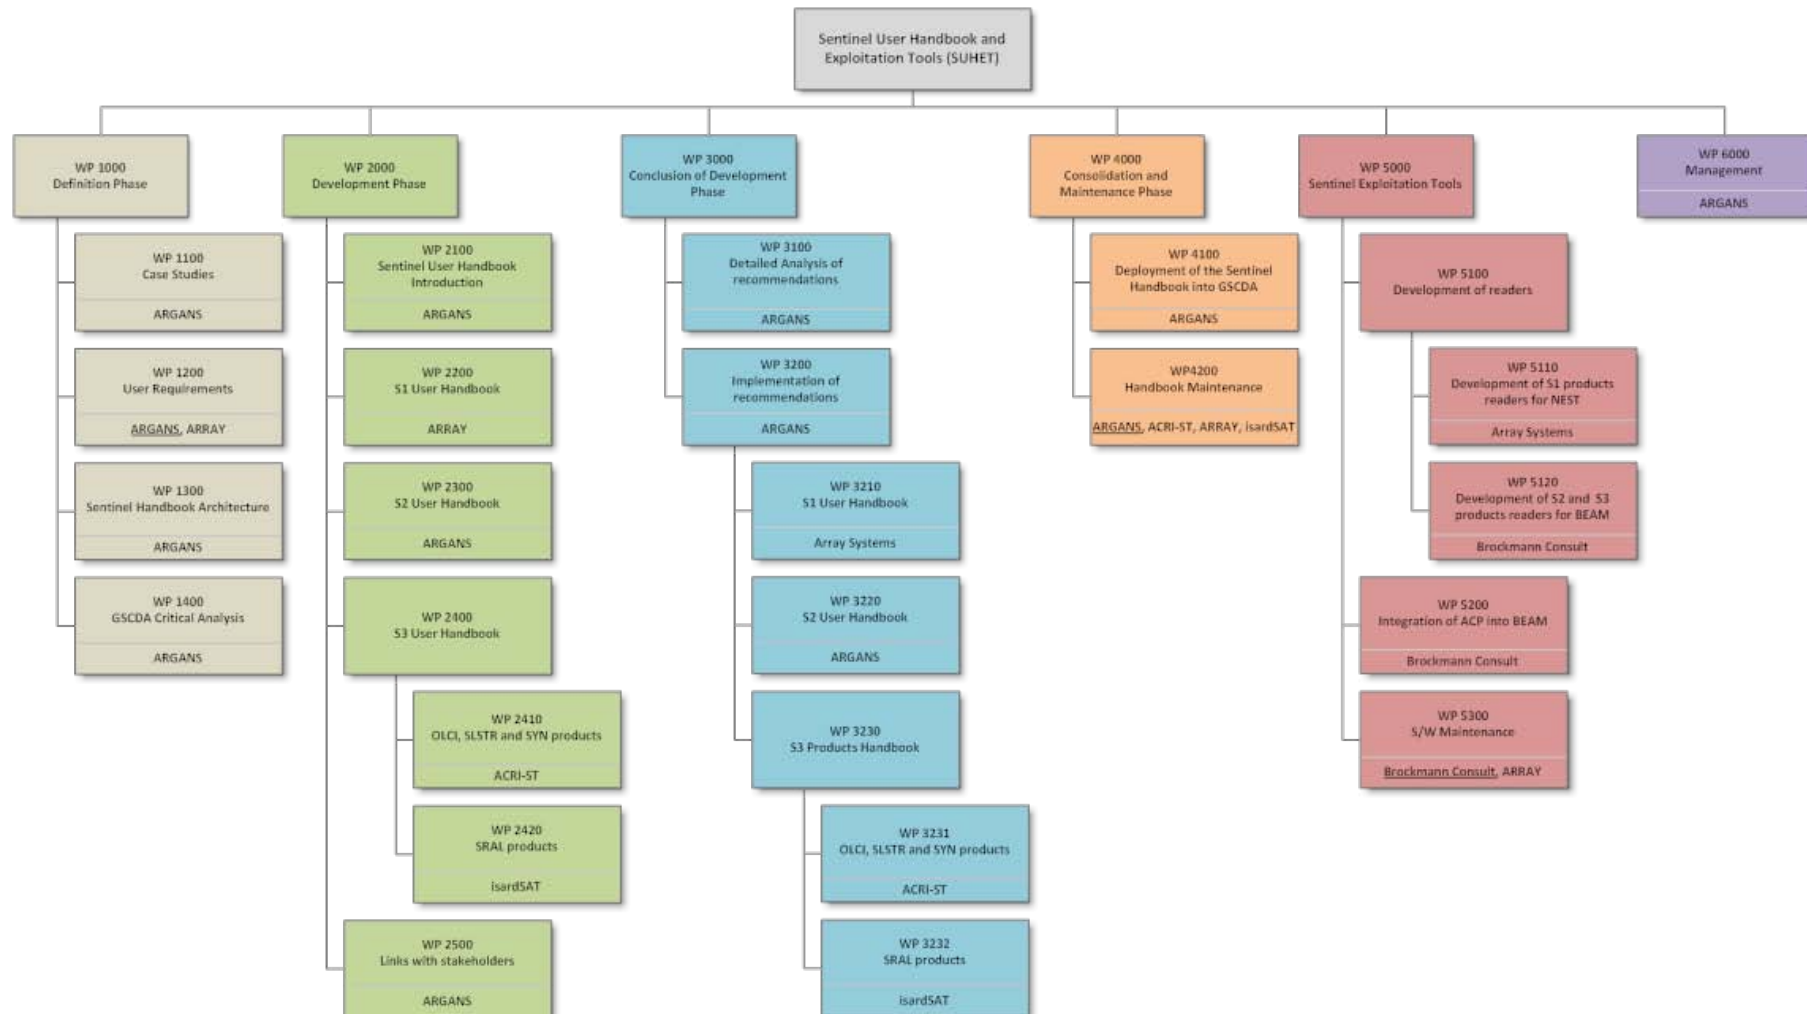 Sentinel User Handbook and
Exploitation Tools (SUHET)
WP 1000
Definition Phase
WP 1100
Case Studies
ARGANS
WP 1200
User Requirements
ARGANS, ARRAY
WP 1300
Sentinel Handbook Architecture
ARGANS
WP 1400
GSCDA Critical Analysis
ARGANS
WP 2000
Development Phase
WP 2100
Sentinel User Handbook
Introduction
ARGANS
WP 2200
S1 User Handbook
ARRAY
WP 2300
S2 User Handbook
ARGANS
WP 2400
S3 User Handbook
WP 2410
OLCI, SLSTR and SYN products
ACRI-ST
WP 2420
SRAL products
isardSAT
WP 2500
Links with stakeholders
ARGANS
WP 3000
Conclusion of Development
Phase
WP 3100
Detailed Analysis of
recommendations
ARGANS
WP 3200
Implementation of
recommendations
ARGANS
WP 3210
S1 User Handbook
Array Systems
WP 3220
S2 User Handbook
ARGANS
WP 3230
S3 Products Handbook
WP 3231
OLCI, SLSTR and SYN products
ACRI-ST
WP 3232
SRAL products
isardSAT
WP 4000
Consolidation and
Maintenance Phase
WP 4100
Deployment of the Sentinel
Handbook into GSCDA
ARGANS
WP4200
Handbook Maintenance
ARGANS, ACRI-ST, ARRAY, isardSAT
WP 5000
Sentinel Exploitation Tools
WP 5100
Development of readers
WP 5110
Development of S1 products
readers for NEST
Array Systems
WP 5120
Development of S2 and S3
products readers for BEAM
Brockmann Consult
WP 5200
Integration of ACP into BEAM
Brockmann Consult
WP 5300
S/W Maintenance
Brockmann Consult, ARRAY
WP 6000
Management
ARGANS